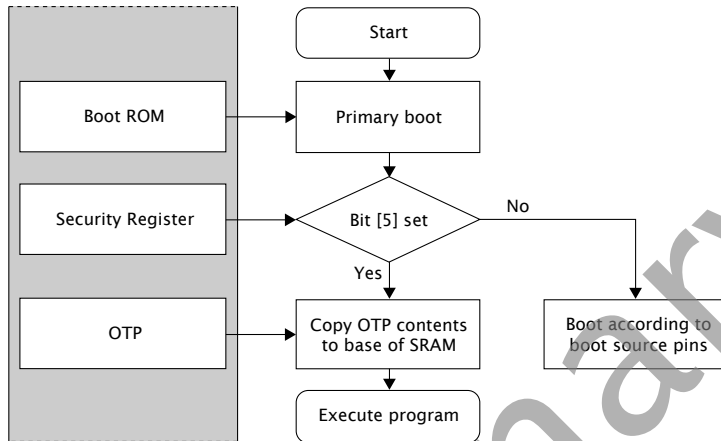 Start
Boot ROM
Primary boot
Security Register
Bit [5] set
No
Yes
OTP
Copy OTP contents
to base of SRAM
Boot according to
boot source pins
Execute program